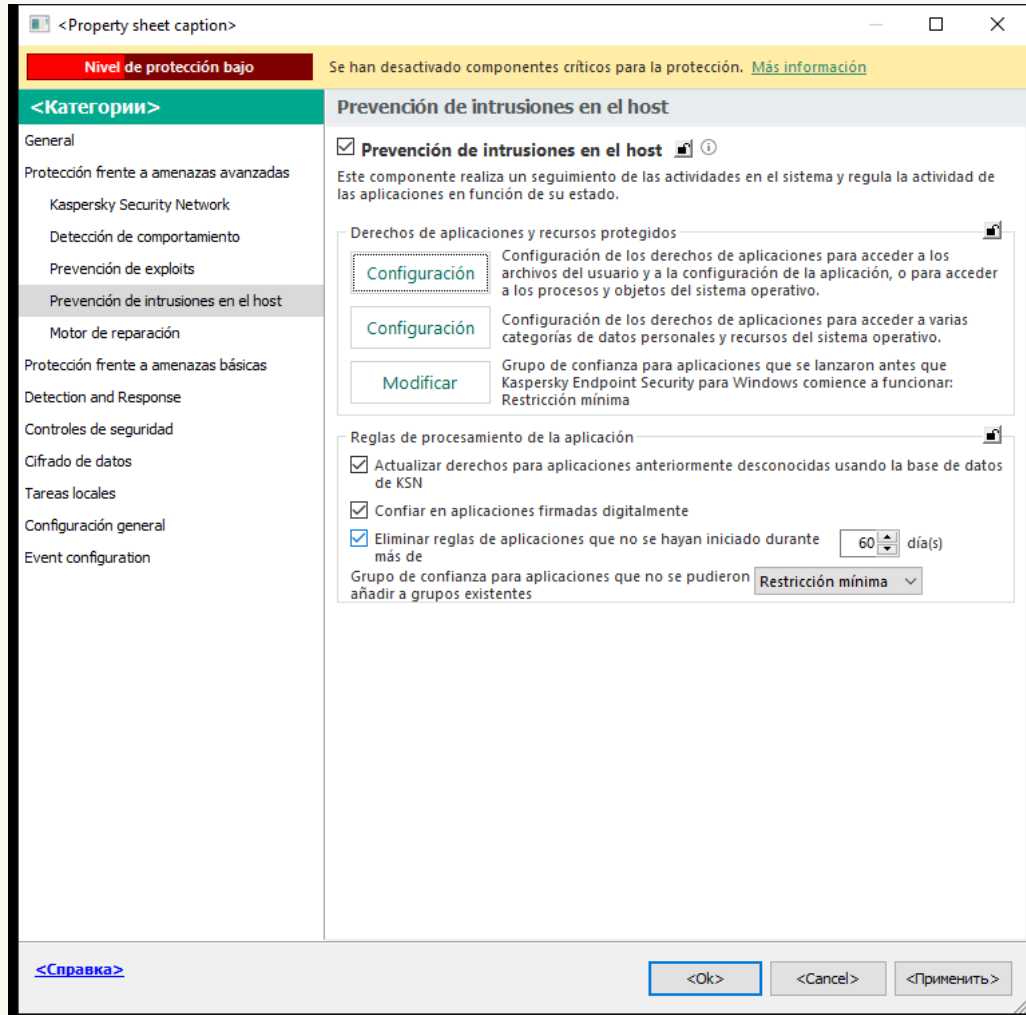 <Property sheet caption>
Nivel de protección bajo
Se han desactivado componentes críticos para la protección. Más información
<Категории>
General
Protección frente a amenazas avanzadas
Kaspersky Security Network
Detección de comportamiento
Prevención de exploits
Prevención de intrusiones en el host
Motor de reparación
Protección frente a amenazas básicas
Detection and Response
Controles de seguridad
Cifrado de datos
Tareas locales
Configuración general
Event configuration
Prevención de intrusiones en el host
Prevención de intrusiones en el host
Este componente realiza un seguimiento de las actividades en el sistema y regula la actividad de
las aplicaciones en función de su estado.
Derechos de aplicaciones y recursos protegidos
Configuración
Configuración de los derechos de aplicaciones para acceder a los
archivos del usuario y a la configuración de la aplicación, o para acceder
a los procesos y objetos del sistema operativo.
Configuración
Configuración de los derechos de aplicaciones para acceder a varias
categorías de datos personales y recursos del sistema operativo.
Modificar
Grupo de confianza para aplicaciones que se lanzaron antes que
Kaspersky Endpoint Security para Windows comience a funcionar:
Restricción mínima
Reglas de procesamiento de la aplicación
Actualizar derechos para aplicaciones anteriormente desconocidas usando la base de datos
de KSN
Confiar en aplicaciones firmadas digitalmente
Eliminar reglas de aplicaciones que no se hayan iniciado durante
más de
60
día(s)
Grupo de confianza para aplicaciones que no se pudieron
añadir a grupos existentes
Restricción mínima
<Справка>
<Ok>
<Cancel>
<Применить>